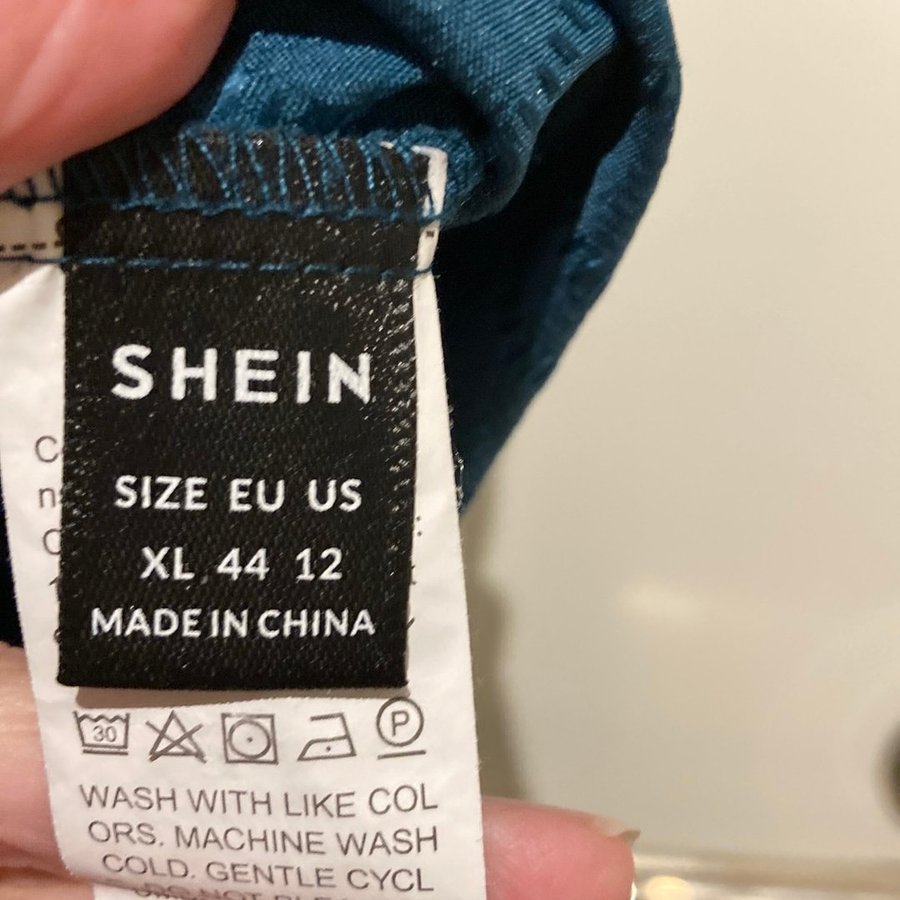 SHEIN
SIZE EU US
XL 44 12
MADE IN CHINA
30
P
WASH WITH LIKE COL
ORS. MACHINE WASH
COLD. GENTLE CYCL